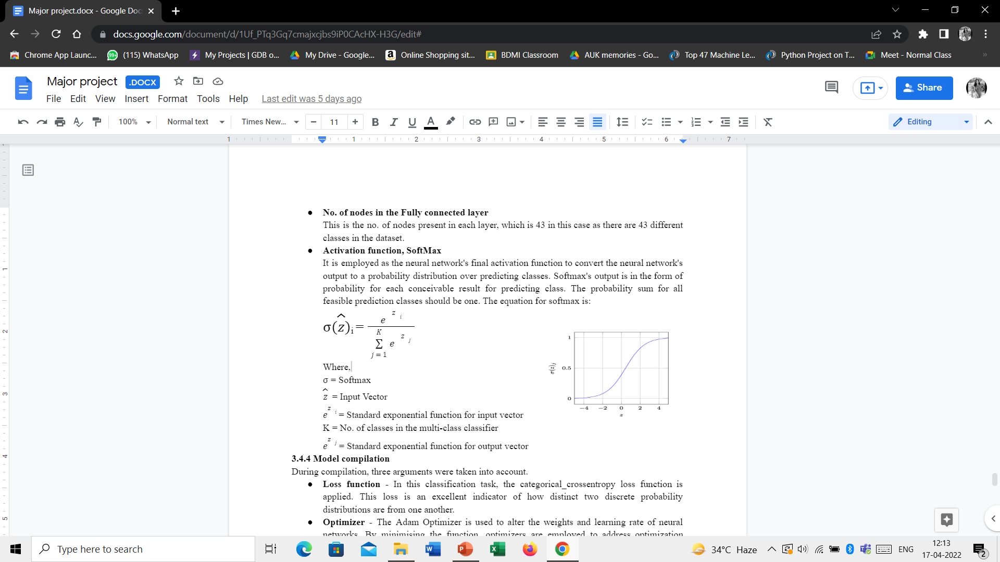 Major project.docx - Google Doc
docs.google.com/document/d/1Uf_PTq3Gq7cmajxcjbs9iP0CAcHX-H3G/edit#
Chrome App Launc... (115) WhatsApp My Projects | GDB o... My Drive - Google... Online Shopping sit... BDMI Classroom AUK memories - Go... Top 47 Machine Le... Python Project on T... Meet - Normal Class »
Major project .DOCX
Share
File Edit View Insert Format Tools Help Last edit was 5 days ago
100% Normal text Times New... 11 B I U A Editing
1 1 2 3 4 5 6 7
• No. of nodes in the Fully connected layer
This is the no. of nodes present in each layer, which is 43 in this case as there are 43 different
classes in the dataset.
• Activation function, SoftMax
It is employed as the neural network's final activation function to convert the neural network's
output to a probability distribution over predicting classes. Softmax's output is in the form of
probability for each conceivable result for predicting class. The probability sum for all
feasible prediction classes should be one. The equation for softmax is:
e z i
σ(ẑ)i=
K
∑ e z j
j = 1
Where,
σ = Softmax
ẑ = Input Vector
e z i = Standard exponential function for input vector
K = No. of classes in the multi-class classifier
e z j = Standard exponential function for output vector
1
0.5
0
σ(z)j
−4 −2 0 2 4
z
3.4.4 Model compilation
During compilation, three arguments were taken into account.
• Loss function - In this classification task, the categorical_crossentropy loss function is
applied. This loss is an excellent indicator of how distinct two discrete probability
distributions are from one another.
• Optimizer - The Adam Optimizer is used to alter the weights and learning rate of neural
networks. By minimising the function, optimizers are employed to address optimization
1
2
3
4
5
Type here to search
34°C Haze
ENG
12:13
17-04-2022
2